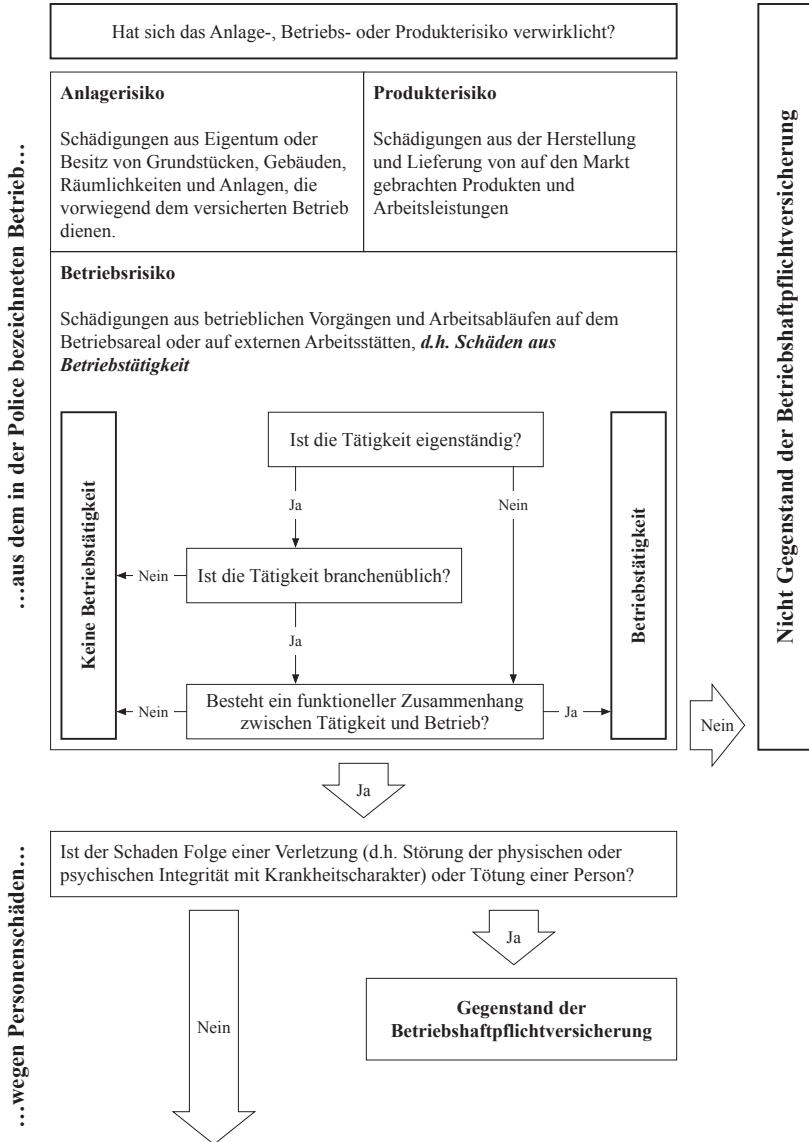 Hat sich das Anlage-, Betriebs- oder Produkterisiko verwirklicht?
…aus dem in der Police bezeichneten Betrieb…
Anlagerisiko
Schädigungen aus Eigentum oder
Besitz von Grundstücken, Gebäuden,
Räumlichkeiten und Anlagen, die
vorwiegend dem versicherten Betrieb
dienen.
Produkterisiko
Schädigungen aus der Herstellung
und Lieferung von auf den Markt
gebrachten Produkten und
Arbeitsleistungen
Betriebsrisiko
Schädigungen aus betrieblichen Vorgängen und Arbeitsabläufen auf dem
Betriebsareal oder auf externen Arbeitsstätten, d.h. Schäden aus
Betriebstätigkeit
Ist die Tätigkeit eigenständig?
Ja
Nein
Keine Betriebstätigkeit
Nein
Ist die Tätigkeit branchenüblich?
Betriebstätigkeit
Ja
Nein
Besteht ein funktioneller Zusammenhang
zwischen Tätigkeit und Betrieb?
Ja
Nein
Nicht Gegenstand der Betriebshaftpflichtversicherung
Ja
…wegen Personenschäden…
Ist der Schaden Folge einer Verletzung (d.h. Störung der physischen oder
psychischen Integrität mit Krankheitscharakter) oder Tötung einer Person?
Ja
Nein
Gegenstand der
Betriebshaftpflichtversicherung